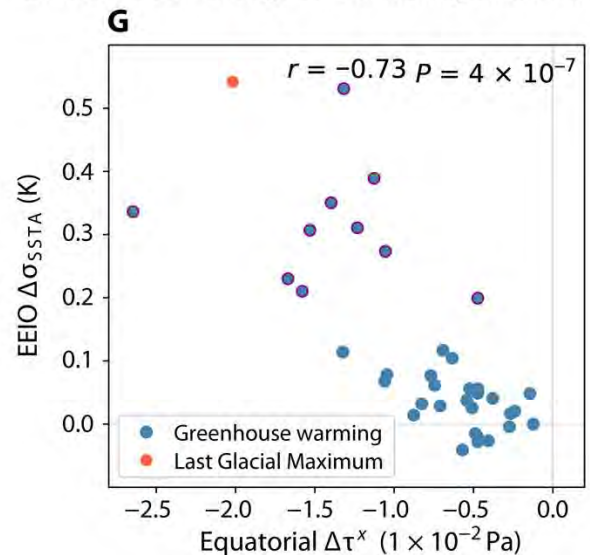 G
r = −0.73 P = 4 × 10⁻⁷
EEIO Δσ_SSTA (K)
0.5
0.4
0.3
0.2
0.1
0.0
Greenhouse warming
Last Glacial Maximum
−2.5 −2.0 −1.5 −1.0 −0.5 0.0
Equatorial Δτˣ (1 × 10⁻² Pa)